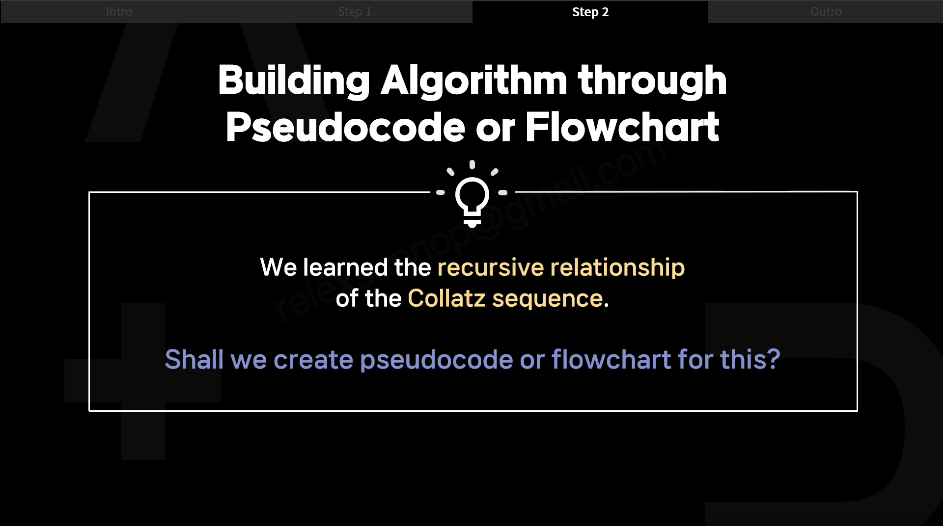 Intro
Step 1
Step 2
Outro
Building Algorithm through
Pseudocode or Flowchart
We learned the recursive relationship
of the Collatz sequence.
Shall we create pseudocode or flowchart for this?